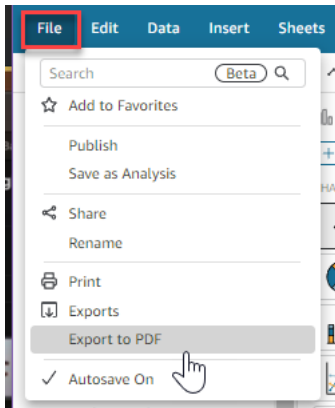 File Edit Data Insert Sheets
Search Beta
Add to Favorites
Publish
Save as Analysis
Share
Rename
Print
Exports
Export to PDF
Autosave On